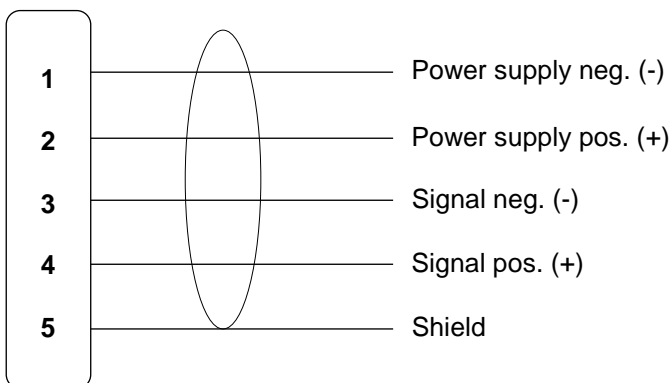 1 Power supply neg. (-)
2 Power supply pos. (+)
3 Signal neg. (-)
4 Signal pos. (+)
5 Shield